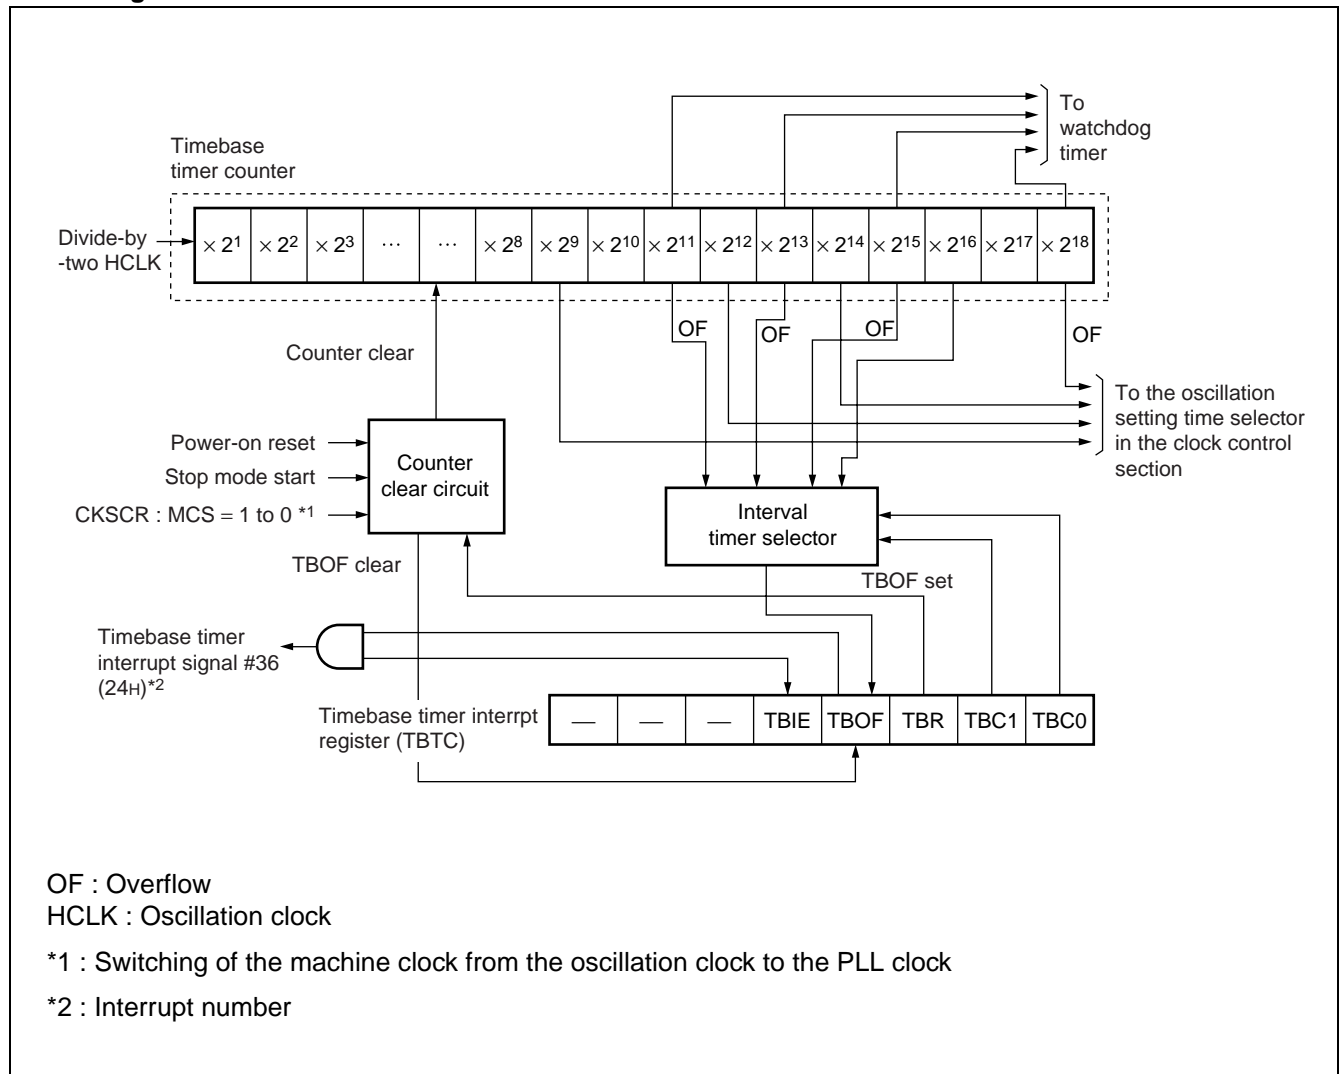 To
watchdog
timer
Timebase
timer counter
Divide-by
-two HCLK
× 2¹ × 2² × 2³ ··· ··· × 2⁸ × 2⁹ × 2¹⁰ × 2¹¹ × 2¹² × 2¹³ × 2¹⁴ × 2¹⁵ × 2¹⁶ × 2¹⁷ × 2¹⁸
OF OF OF OF
Counter clear
To the oscillation
setting time selector
in the clock control
section
Power-on reset
Stop mode start
CKSCR : MCS = 1 to 0 *1
Counter
clear circuit
Interval
timer selector
TBOF clear
TBOF set
Timebase timer
interrupt signal #36
(24H)*2
Timebase timer interrpt
register (TBTC)
— — — TBIE TBOF TBR TBC1 TBC0
OF : Overflow
HCLK : Oscillation clock
*1 : Switching of the machine clock from the oscillation clock to the PLL clock
*2 : Interrupt number